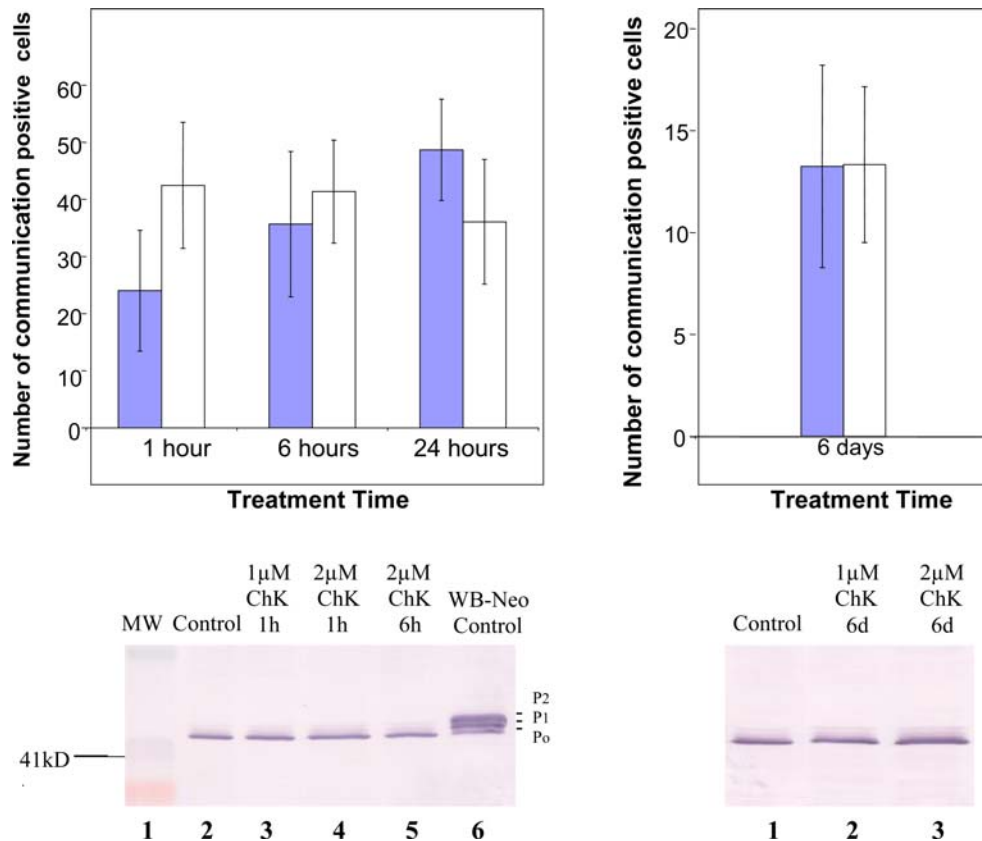 Number of communication positive cells
60
50
40
30
20
10
0
1 hour 6 hours 24 hours
Treatment Time
Number of communication positive cells
20
15
10
5
0
6 days
Treatment Time
MW
Control
1µM
ChK
1h
2µM
ChK
1h
2µM
ChK
6h
WB-Neo
Control
P2
P1
Po
41kD
1 2 3 4 5 6
Control
1µM
ChK
6d
2µM
ChK
6d
1 2 3